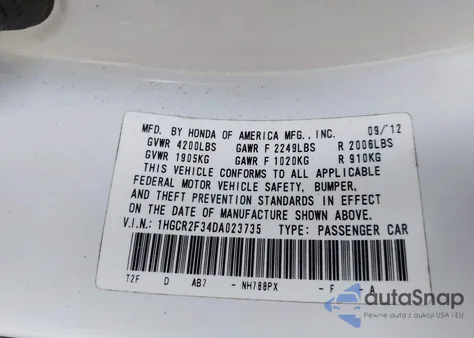 MFD. BY HONDA OF AMERICA MFG., INC. 09/12
GVWR 4200LBS GAWR F 2249LBS R 2006LBS
GVWR 1905KG GAWR F 1020KG R 910KG
THIS VEHICLE CONFORMS TO ALL APPLICABLE
FEDERAL MOTOR VEHICLE SAFETY, BUMPER,
AND THEFT PREVENTION STANDARDS IN EFFECT
ON THE DATE OF MANUFACTURE SHOWN ABOVE.
V.I.N.: 1HGCR2F34DA023735 TYPE: PASSENGER CAR
T2F D AB7 - NH788PX - F - A
autoSnap
Pewne auta z aukcji USA i EU